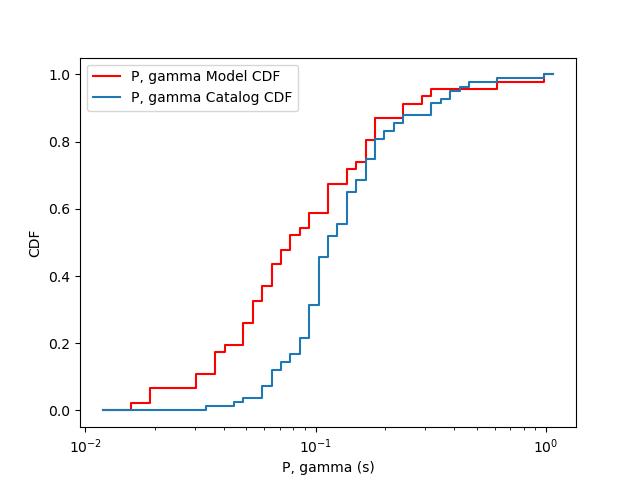 P, gamma Model CDF
P, gamma Catalog CDF
1.0
0.8
0.6
0.4
0.2
0.0
CDF
10⁻² 10⁻¹ 10⁰
P, gamma (s)